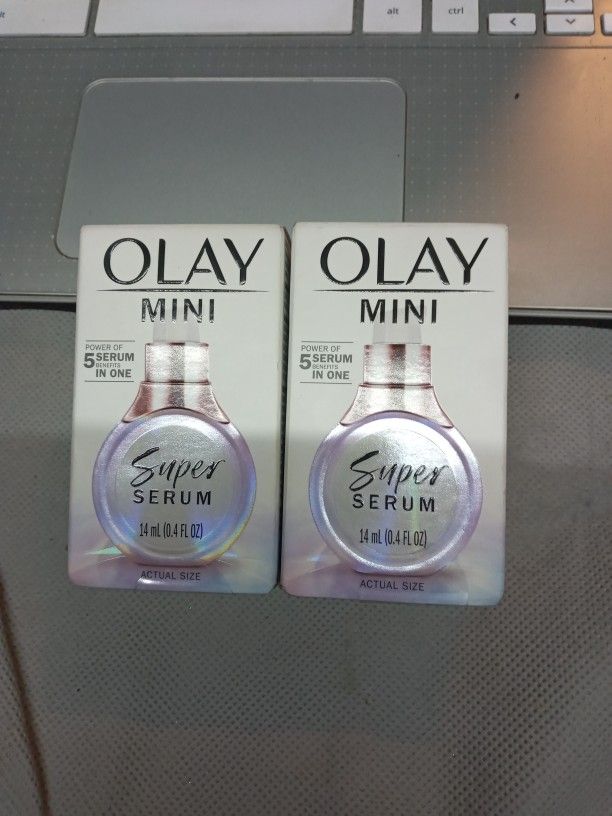 alt
ctrl
<
OLAY
MINI
POWER OF
5 SERUM
BENEFITS
IN ONE
Super
SERUM
14 mL (0.4 FL OZ)
ACTUAL SIZE
OLAY
MINI
POWER OF
5 SERUM
BENEFITS
IN ONE
Super
SERUM
14 mL (0.4 FL OZ)
ACTUAL SIZE